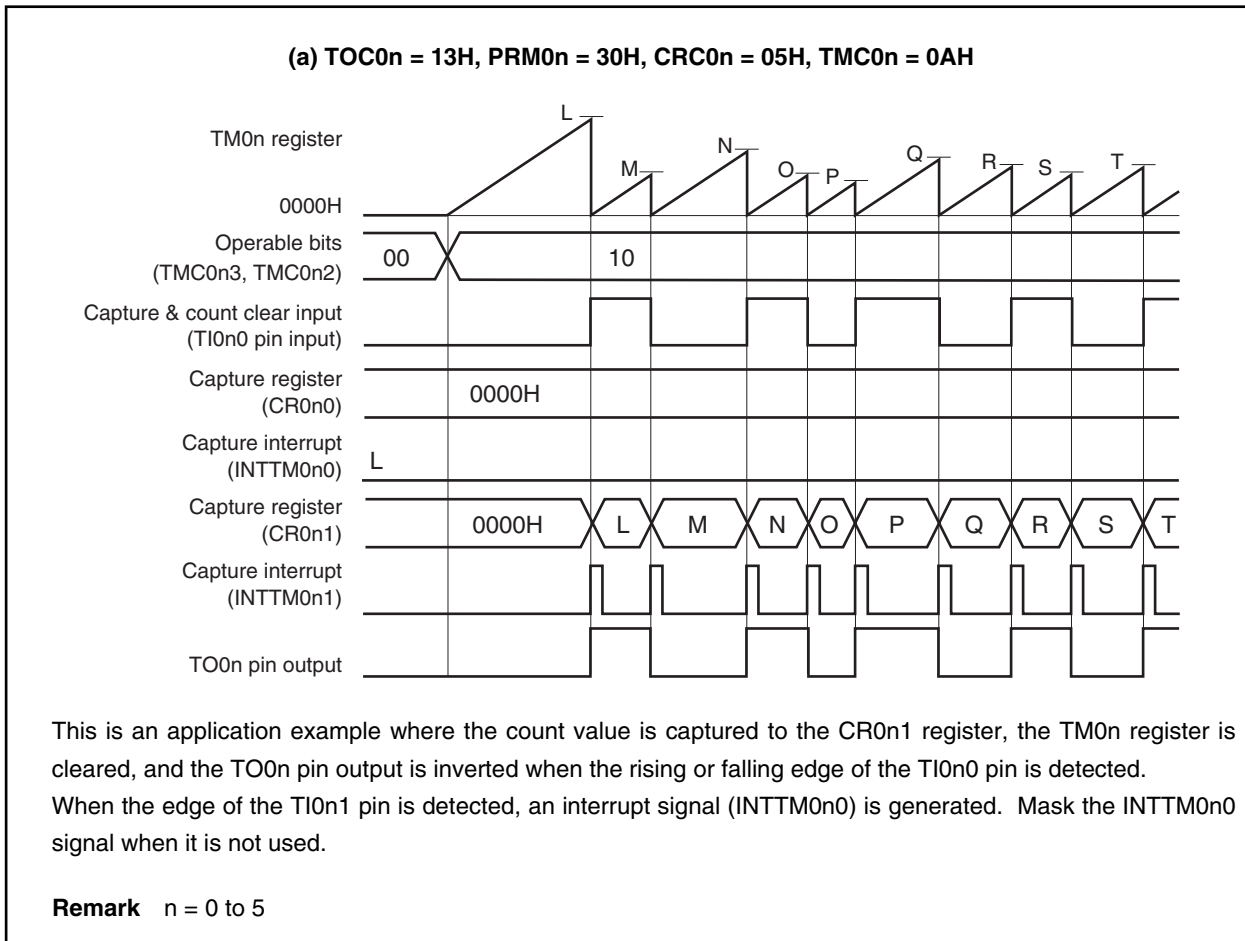 (a) TOC0n = 13H, PRM0n = 30H, CRC0n = 05H, TMC0n = 0AH
TM0n register
L
M
N
O
P
Q
R
S
T
0000H
Operable bits
(TMC0n3, TMC0n2)
00
10
Capture & count clear input
(TI0n0 pin input)
Capture register
(CR0n0)
0000H
Capture interrupt
(INTTM0n0)
L
Capture register
(CR0n1)
0000H
L
M
N
O
P
Q
R
S
T
Capture interrupt
(INTTM0n1)
TO0n pin output
This is an application example where the count value is captured to the CR0n1 register, the TM0n register is
cleared, and the TO0n pin output is inverted when the rising or falling edge of the TI0n0 pin is detected.
When the edge of the TI0n1 pin is detected, an interrupt signal (INTTM0n0) is generated. Mask the INTTM0n0
signal when it is not used.
Remark n = 0 to 5